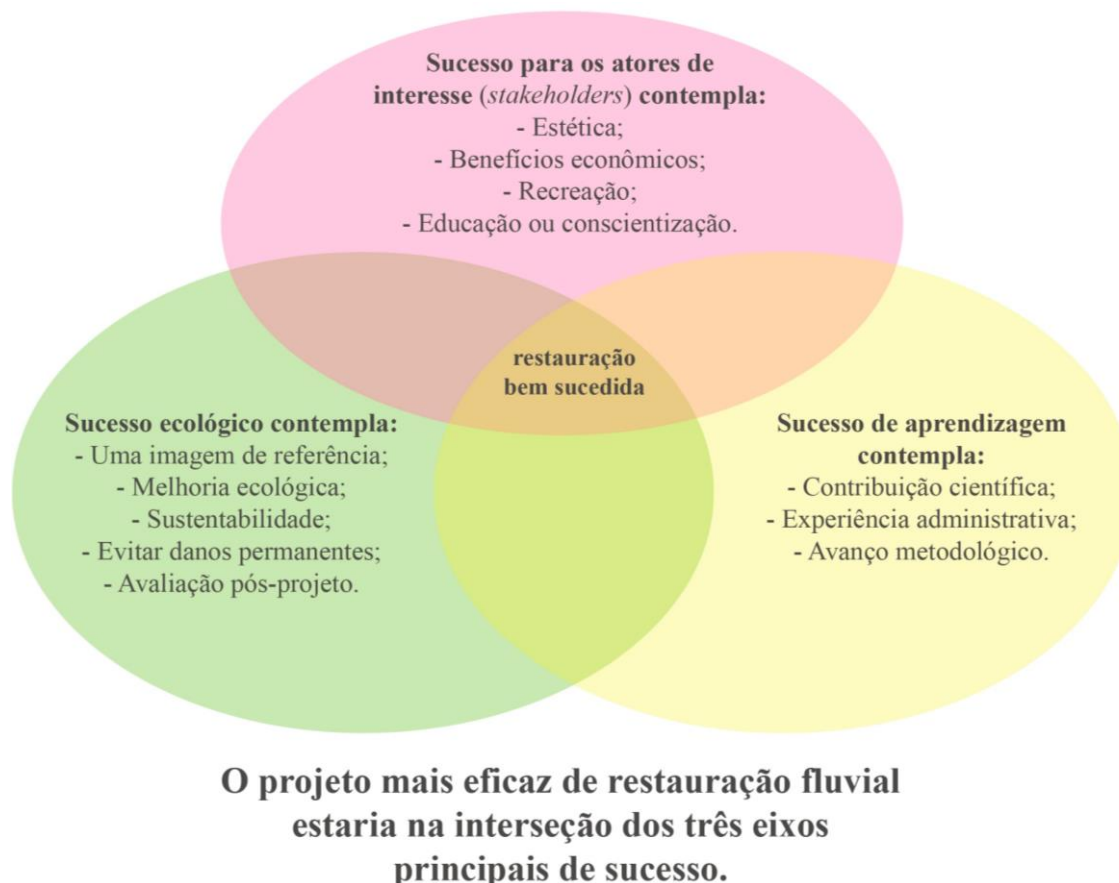 Sucesso para os atores de
interesse (stakeholders) contempla:
- Estética;
- Benefícios econômicos;
- Recreação;
- Educação ou conscientização.
restauração
bem sucedida
Sucesso ecológico contempla:
- Uma imagem de referência;
- Melhoria ecológica;
- Sustentabilidade;
- Evitar danos permanentes;
- Avaliação pós-projeto.
Sucesso de aprendizagem
contempla:
- Contribuição científica;
- Experiência administrativa;
- Avanço metodológico.
O projeto mais eficaz de restauração fluvial
estaria na interseção dos três eixos
principais de sucesso.